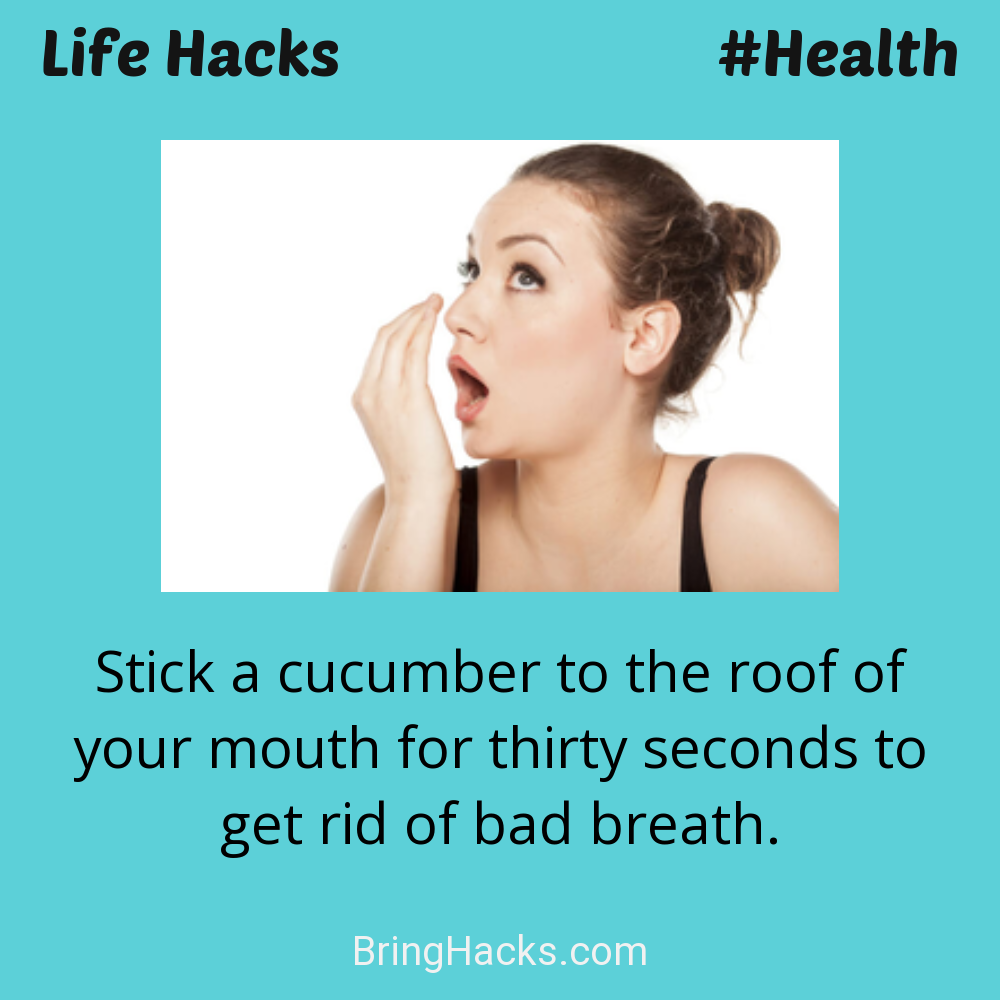 Life Hacks
#Health
Stick a cucumber to the roof of
your mouth for thirty seconds to
get rid of bad breath.
BringHacks.com